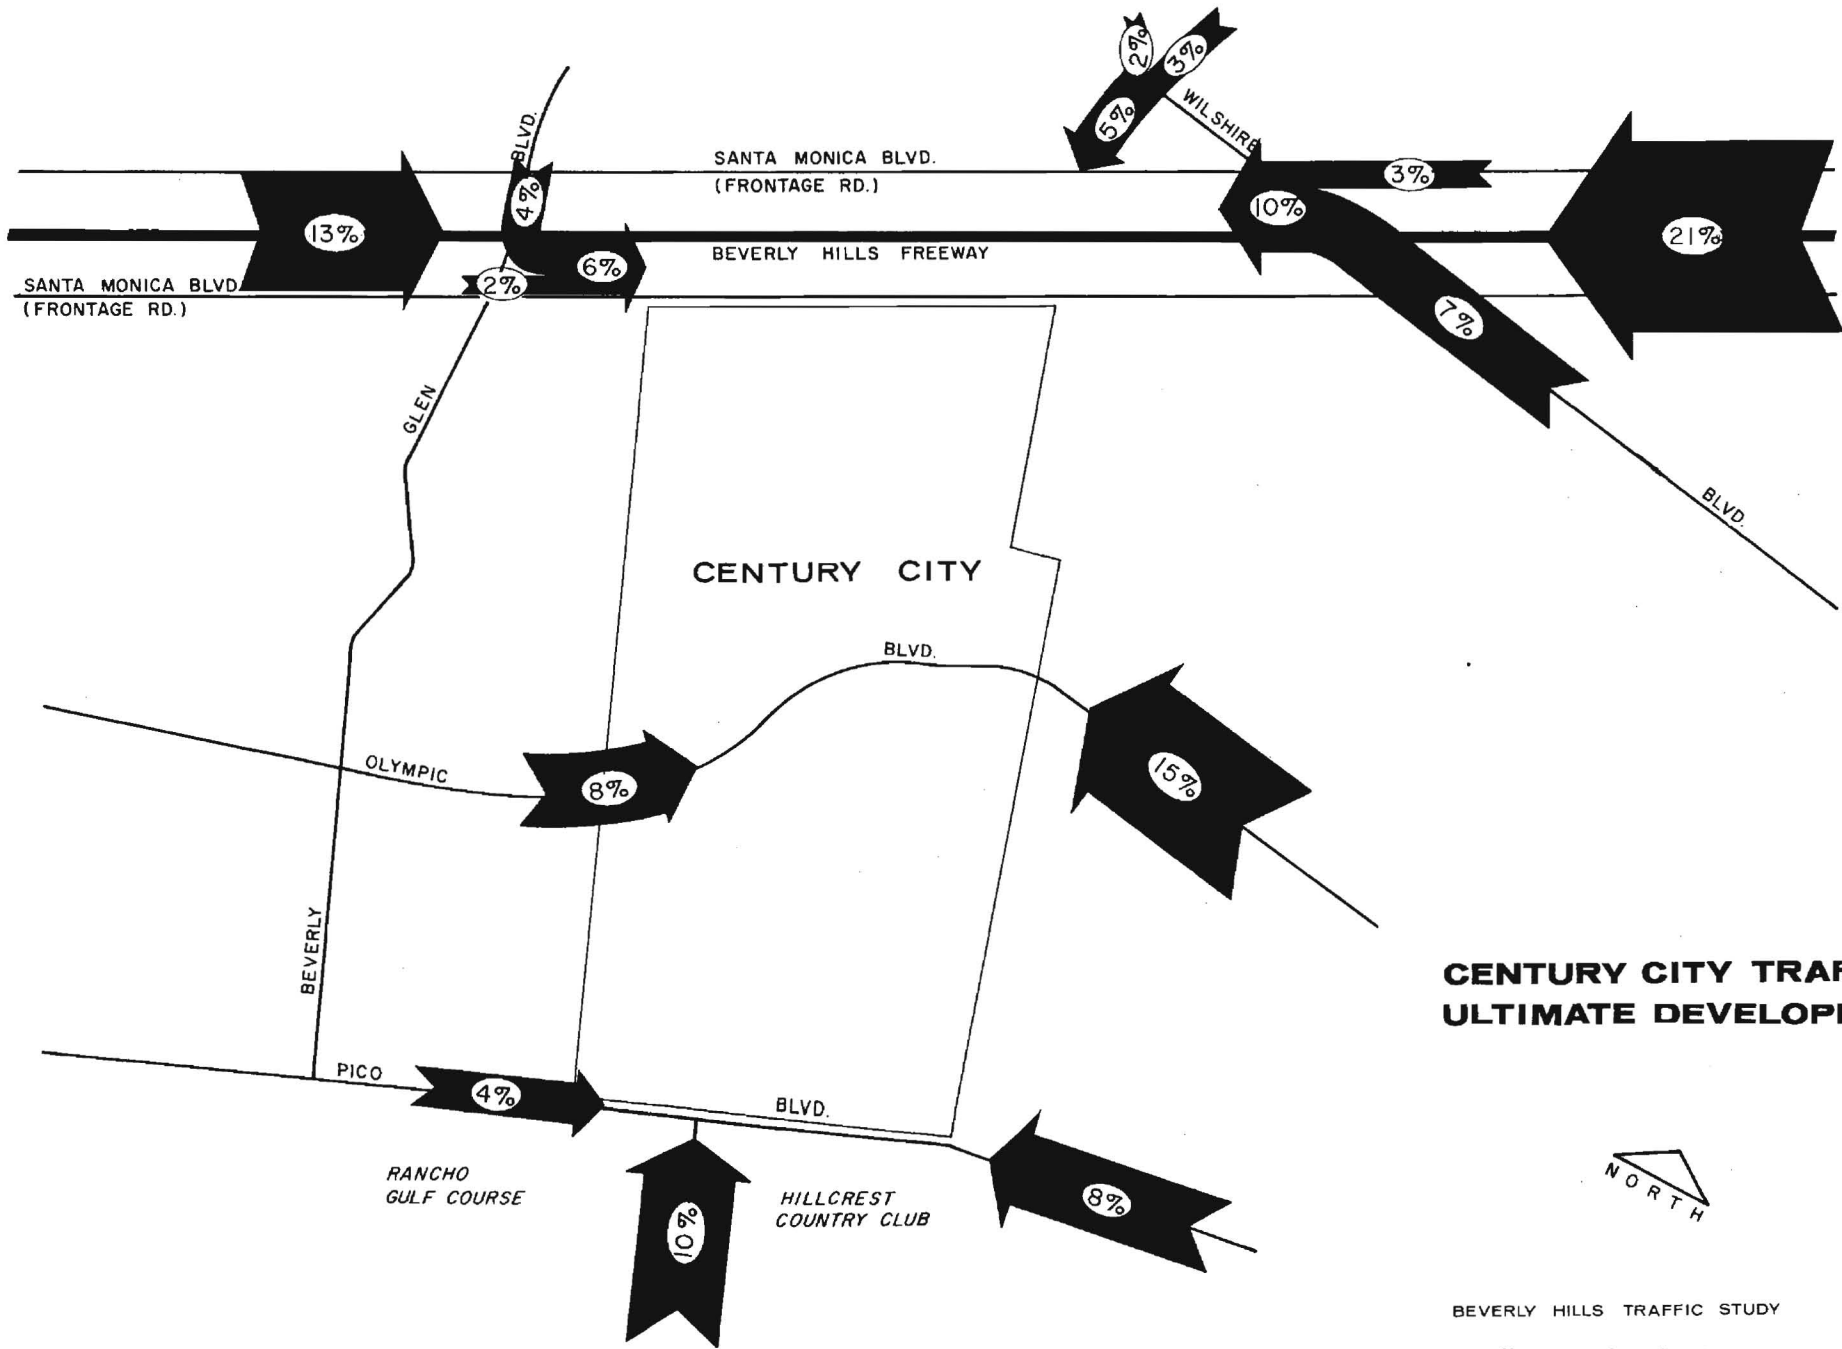 2%
3%
5%
WILSHIRE
BLVD.
SANTA MONICA BLVD.
(FRONTAGE RD.)
3%
4%
10%
13%
21%
BEVERLY HILLS FREEWAY
6%
2%
SANTA MONICA BLVD
(FRONTAGE RD.)
7%
GLEN
BLVD.
CENTURY CITY
BLVD.
OLYMPIC
8%
15%
BEVERLY
CENTURY CITY
ULTIMATE
PICO
4%
BLVD.
RANCHO
GULF COURSE
HILLCREST
COUNTRY CLUB
8%
10%
NORTH
BEVERLY HILLS TRAFFIC STUDY